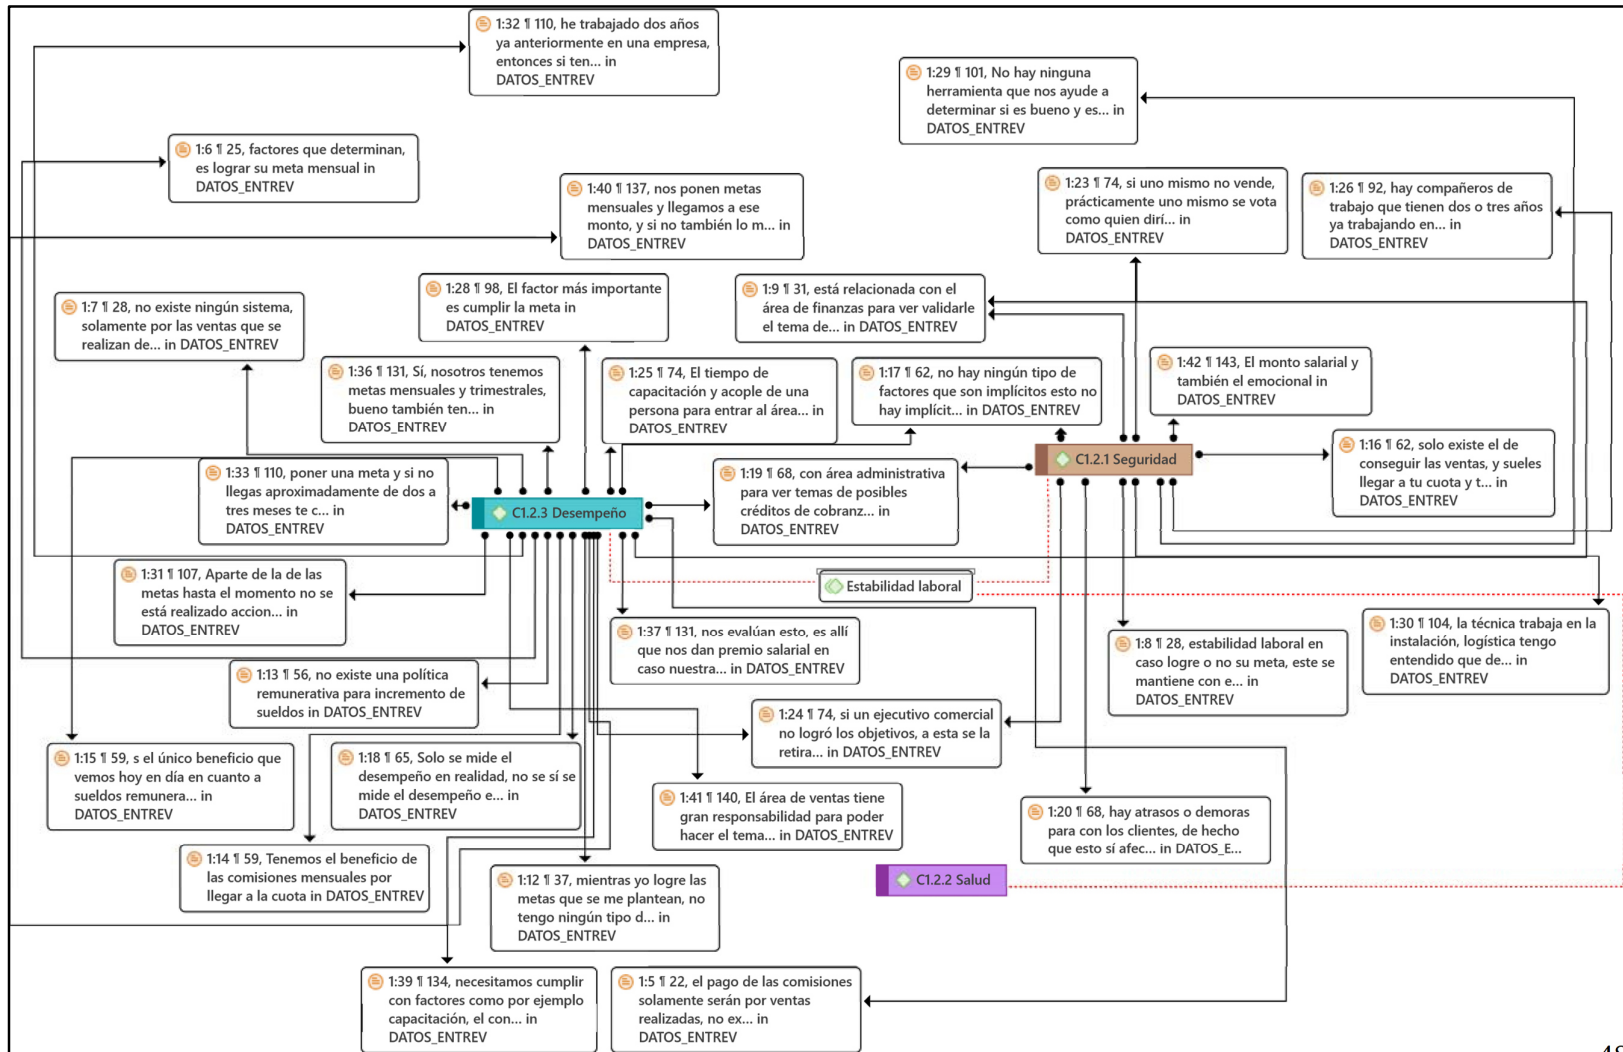 1:32 ¶ 110, he trabajado dos años
ya anteriormente en una empresa,
entonces si ten... in
DATOS_ENTREV
1:29 ¶ 101, No hay ninguna
herramienta que nos ayude a
determinar si es bueno y es... in
DATOS_ENTREV
1:6 ¶ 25, factores que determinan,
es lograr su meta mensual in
DATOS_ENTREV
1:40 ¶ 137, nos ponen metas
mensuales y llegamos a ese
monto, y si no también lo m... in
DATOS_ENTREV
1:23 ¶ 74, si uno mismo no vende,
prácticamente uno mismo se vota
como quien dirí... in
DATOS_ENTREV
1:26 ¶ 92, hay compañeros de
trabajo que tienen dos o tres años
ya trabajando en... in
DATOS_ENTREV
1:7 ¶ 28, no existe ningún sistema,
solamente por las ventas que se
realizan de... in DATOS_ENTREV
1:28 ¶ 98, El factor más importante
es cumplir la meta in
DATOS_ENTREV
1:9 ¶ 31, está relacionada con el
área de finanzas para ver validarle
el tema de... in DATOS_ENTREV
1:36 ¶ 131, Sí, nosotros tenemos
metas mensuales y trimestrales,
bueno también ten... in
DATOS_ENTREV
1:25 ¶ 74, El tiempo de
capacitación y acople de una
persona para entrar al área... in
DATOS_ENTREV
1:17 ¶ 62, no hay ningún tipo de
factores que son implícitos esto no
hay implícit... in DATOS_ENTREV
1:42 ¶ 143, El monto salarial y
también el emocional in
DATOS_ENTREV
1:33 ¶ 110, poner una meta y si no
llegas aproximadamente de dos a
tres meses te c... in
DATOS_ENTREV
C1.2.3 Desempeño
1:19 ¶ 68, con área administrativa
para ver temas de posibles
créditos de cobranz... in
DATOS_ENTREV
C1.2.1 Seguridad
1:16 ¶ 62, solo existe el de
conseguir las ventas, y sueles
llegar a tu cuota y t... in
DATOS_ENTREV
1:31 ¶ 107, Aparte de la de las
metas hasta el momento no se
está realizado accion... in
DATOS_ENTREV
Estabilidad laboral
1:37 ¶ 131, nos evalúan esto, es allí
que nos dan premio salarial en
caso nuestra... in DATOS_ENTREV
1:8 ¶ 28, estabilidad laboral en
caso logre o no su meta, este se
mantiene con e... in
DATOS_ENTREV
1:30 ¶ 104, la técnica trabaja en la
instalación, logística tengo
entendido que de... in
DATOS_ENTREV
1:13 ¶ 56, no existe una política
remunerativa para incremento de
sueldos in DATOS_ENTREV
1:24 ¶ 74, si un ejecutivo comercial
no logró los objetivos, a esta se la
retira... in DATOS_ENTREV
1:15 ¶ 59, s el único beneficio que
vemos hoy en día en cuanto a
sueldos remunera... in
DATOS_ENTREV
1:18 ¶ 65, Solo se mide el
desempeño en realidad, no se sí se
mide el desempeño e... in
DATOS_ENTREV
1:41 ¶ 140, El área de ventas tiene
gran responsabilidad para poder
hacer el tema... in DATOS_ENTREV
1:20 ¶ 68, hay atrasos o demoras
para con los clientes, de hecho
que esto sí afec... in DATOS_E...
1:14 ¶ 59, Tenemos el beneficio de
las comisiones mensuales por
llegar a la cuota in DATOS_ENTREV
1:12 ¶ 37, mientras yo logre las
metas que se me plantean, no
tengo ningún tipo d... in
DATOS_ENTREV
C1.2.2 Salud
1:39 ¶ 134, necesitamos cumplir
con factores como por ejemplo
capacitación, el con... in
DATOS_ENTREV
1:5 ¶ 22, el pago de las comisiones
solamente serán por ventas
realizadas, no ex... in
DATOS_ENTREV